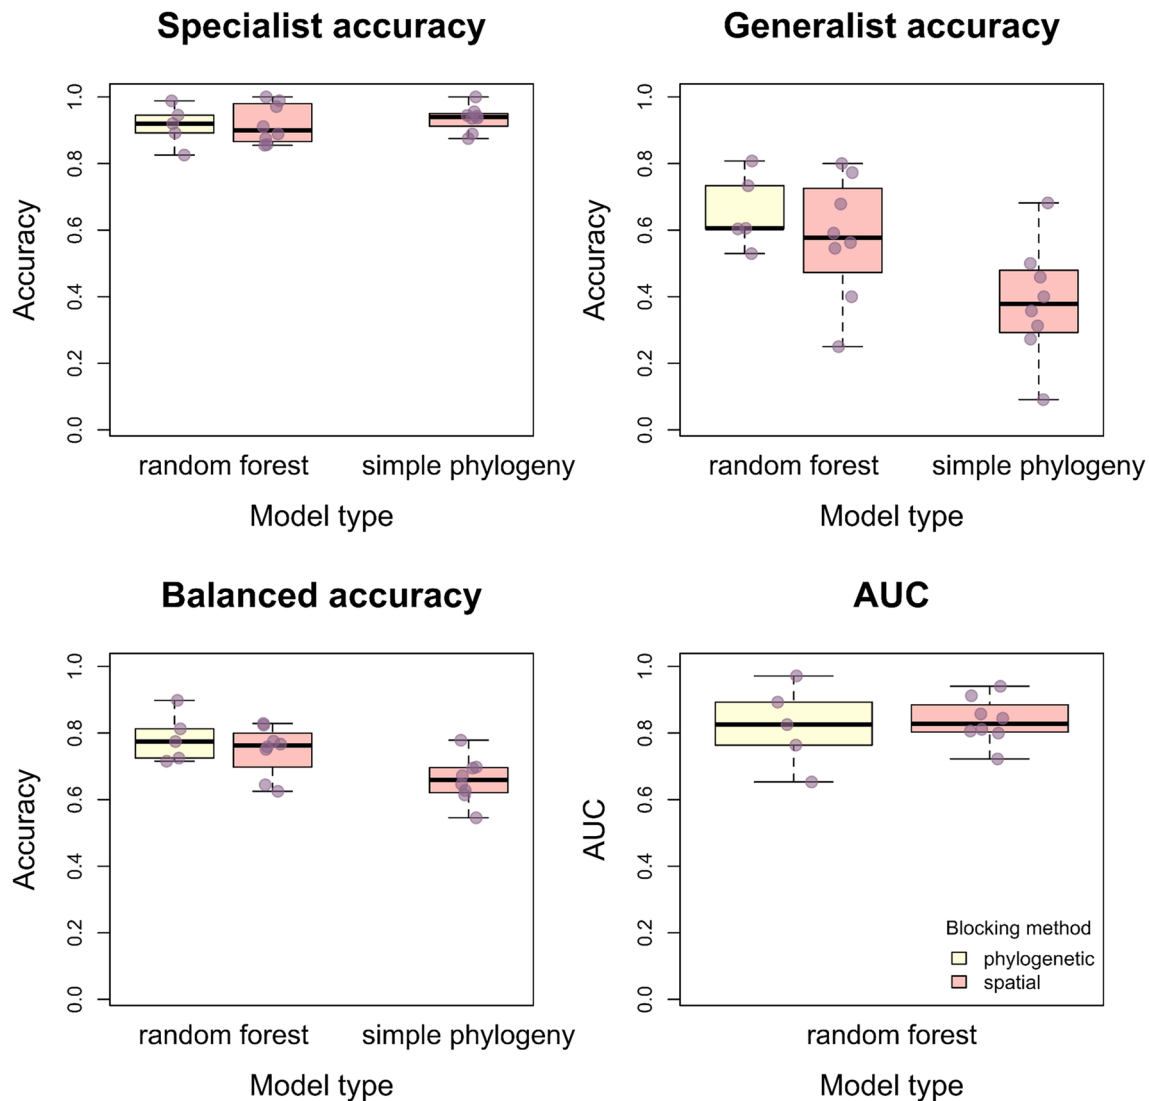 Specialist accuracy
Accuracy
1.0
0.8
0.6
0.4
0.2
0.0
random forest
simple phylogeny
Model type
Generalist accuracy
Accuracy
1.0
0.8
0.6
0.4
0.2
0.0
random forest
simple phylogeny
Model type
Balanced accuracy
Accuracy
1.0
0.8
0.6
0.4
0.2
0.0
random forest
simple phylogeny
Model type
AUC
AUC
1.0
0.8
0.6
0.4
0.2
0.0
Blocking method
phylogenetic
spatial
random forest
Model type